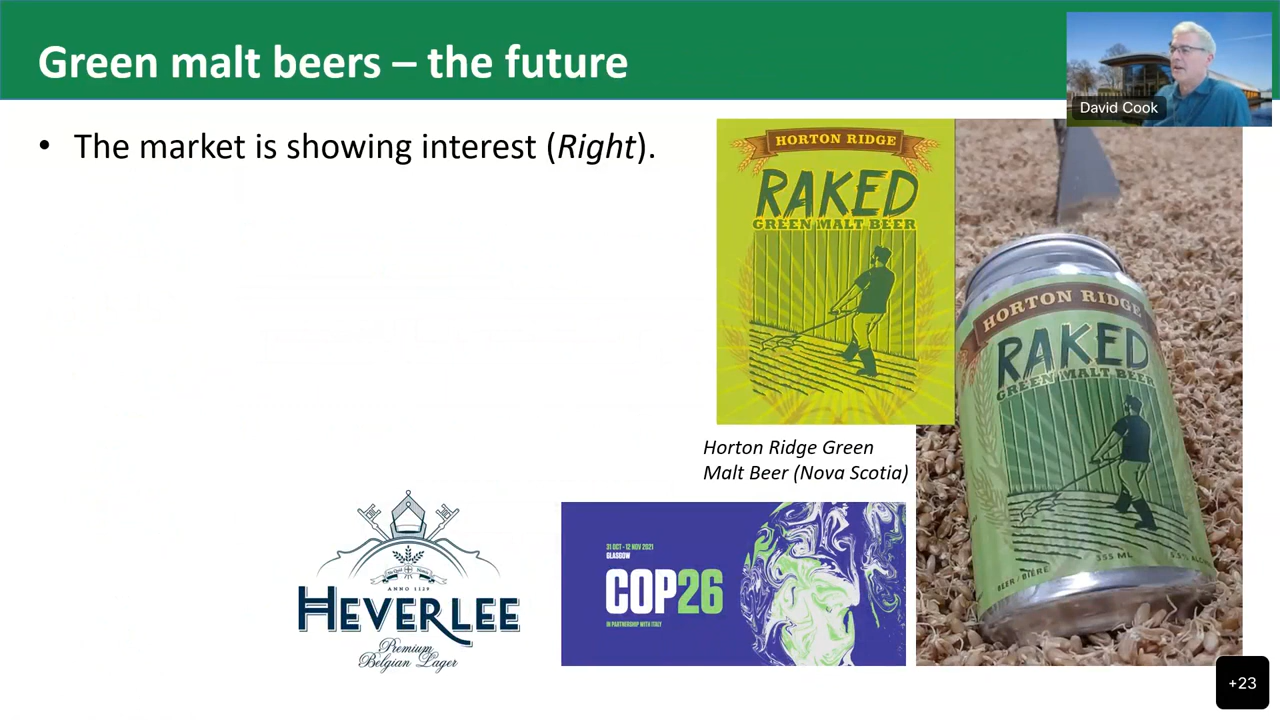 Green malt beers – the future
David Cook
• The market is showing interest (Right).
HORTON RIDGE
RAKED
GREEN MALT BEER
HORTON RIDGE
RAKED
GREEN MALT BEER
BEER / BIÈRE
355 ML
Horton Ridge Green
Malt Beer (Nova Scotia)
ANNO 1129
HEVERLEE
Premium
Belgian Lager
31 OCT - 12 NOV 2021
GLASGOW
COP26
IN PARTNERSHIP WITH ITALY
+23